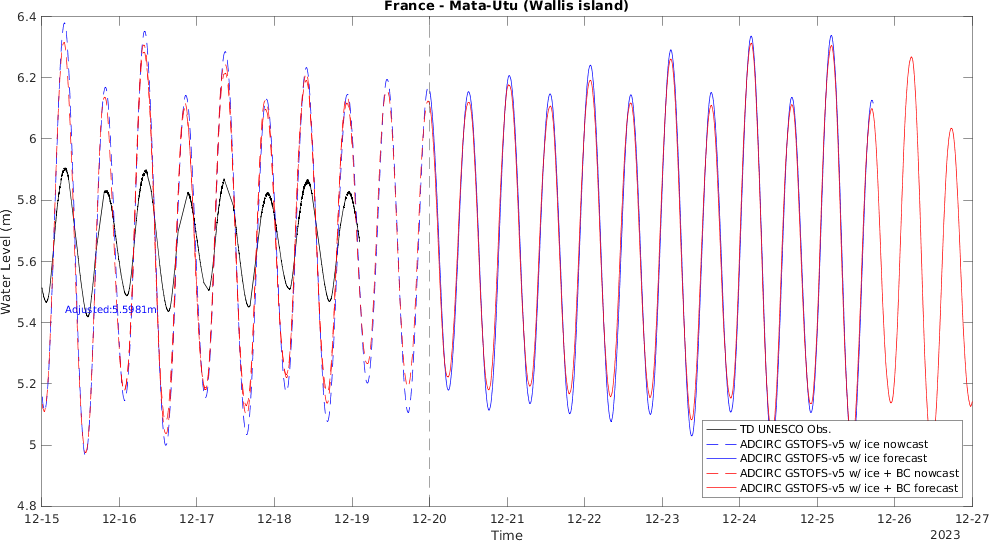 France - Mata-Utu (Wallis island)
6.4
6.2
6
5.8
5.6
5.4
5.2
5
4.8
Water Level (m)
Adjusted:5.5981m
TD UNESCO Obs.
ADCIRC GSTOFS-v5 w/ ice nowcast
ADCIRC GSTOFS-v5 w/ ice forecast
ADCIRC GSTOFS-v5 w/ ice + BC nowcast
ADCIRC GSTOFS-v5 w/ ice + BC forecast
12-15 12-16 12-17 12-18 12-19 12-20 12-21 12-22 12-23 12-24 12-25 12-26 12-27
Time
2023